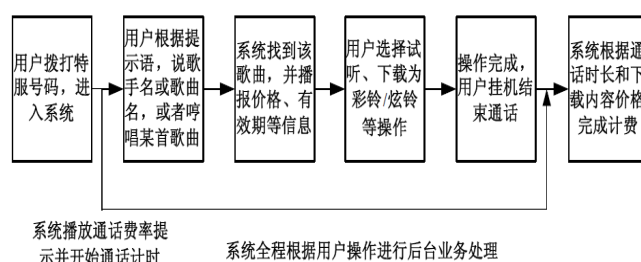 用户拨打特
服号码，进
入系统
用户根据提
示语，说歌
手名或歌曲
名，或者哼
唱某首歌曲
系统找到该
歌曲，并播
报价格、有
效期等信息
用户选择试
听、下载为
彩铃/炫铃
等操作
操作完成，
用户挂机结
束通话
系统根据通
话时长和下
载内容价格
完成计费
系统播放通话费率提
示并开始通话计时
系统全程根据用户操作进行后台业务处理